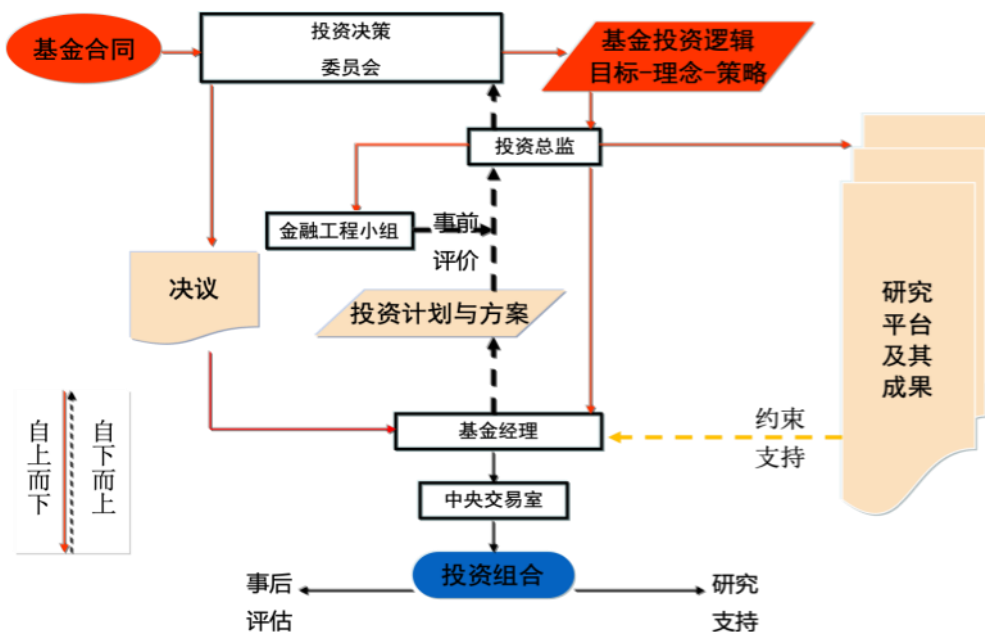 基金合同
投资决策
委员会
基金投资逻辑
目标-理念-策略
投资总监
金融工程小组
事前
评价
决议
投资计划与方案
研究
平台
及其
成果
自上而下
自下而上
基金经理
约束
支持
中央交易室
投资组合
事后
评估
研究
支持